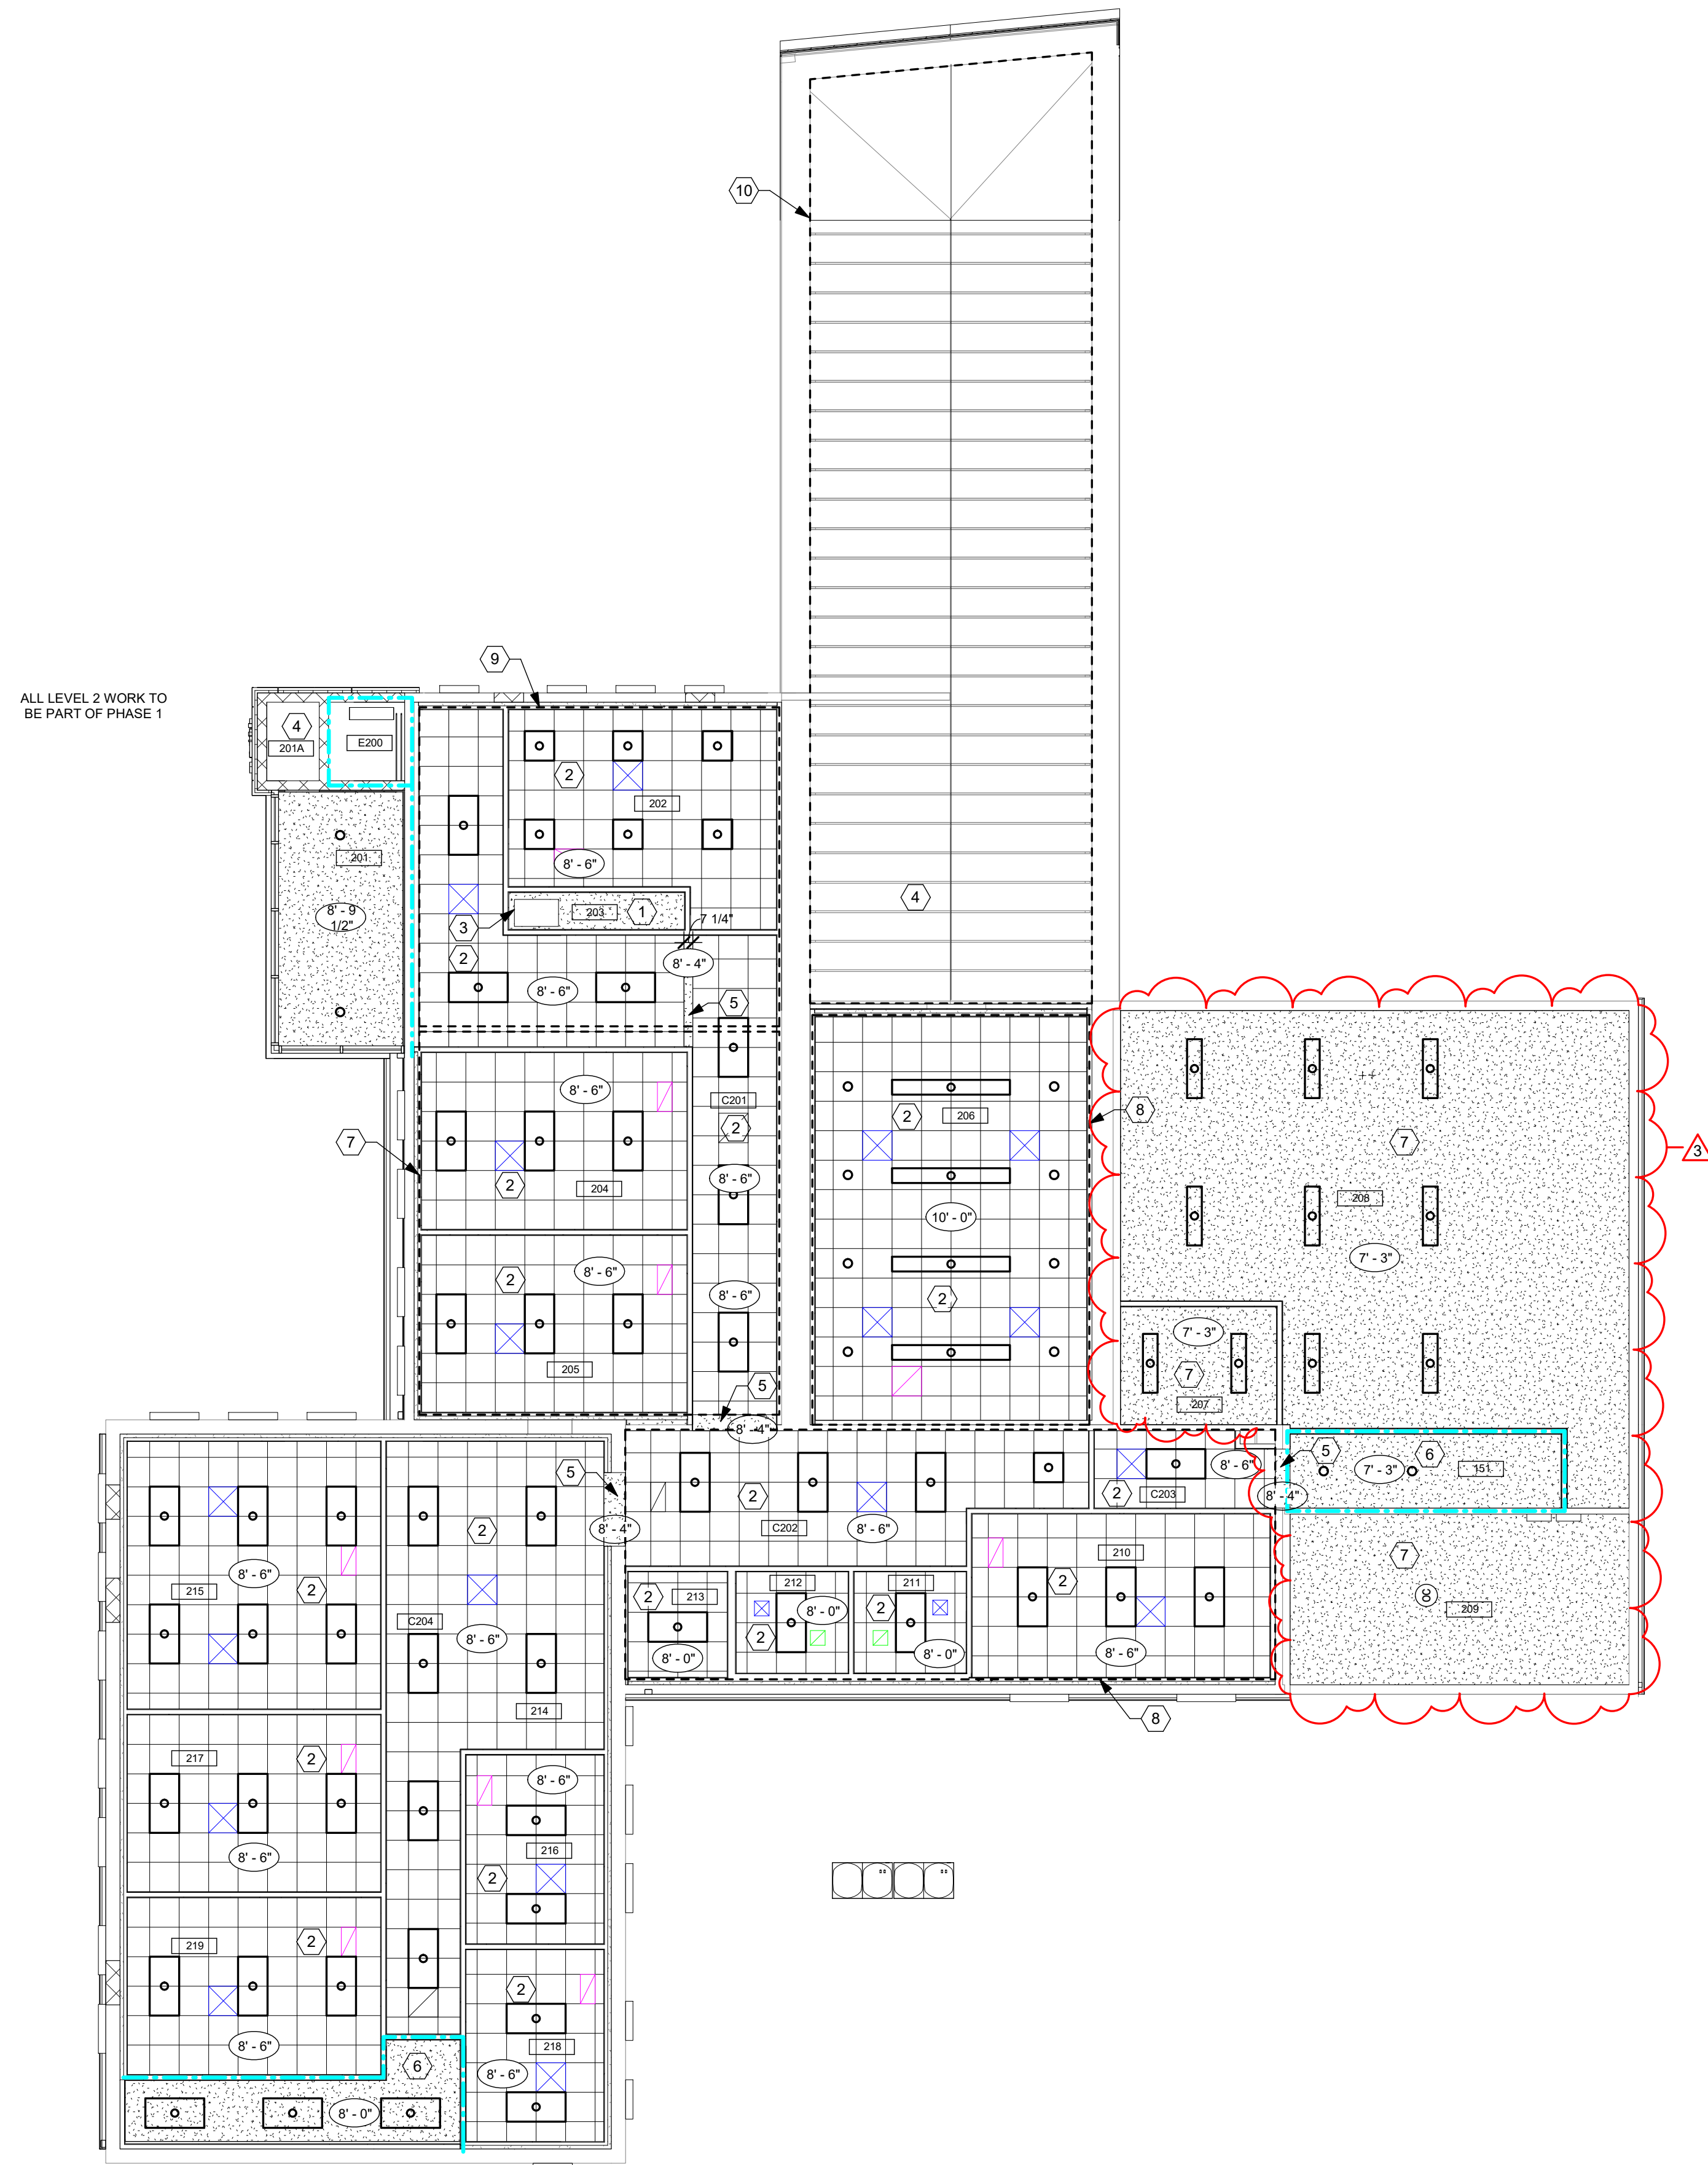 10
9
ALL LEVEL 2 WORK TO
BE PART OF PHASE 1
4
201A
E200
2
202
201
8' - 6"
4
8' - 9
1/2"
3
203
1
7 1/4"
2
8' - 4"
8' - 6"
5
8' - 6"
C201
206
8
2
2
7
7
3
2
204
8' - 6"
208
10' - 0"
7' - 3"
2
8' - 6"
8' - 6"
2
7' - 3"
205
7
5
207
8' - 4"
5
8' - 6"
5
6
7' - 3"
151
2
2
C203
8' - 4"
2
C202
8' - 6"
8' - 4"
210
7
8' - 6"
215
2
2
213
212
211
2
2
OC
209
C204
8' - 0"
8' - 6"
2
8' - 0"
8' - 0"
8' - 6"
214
8
217
2
8' - 6"
216
8' - 6"
2
219
2
2
8' - 6"
218
6
8' - 6"
8' - 0"